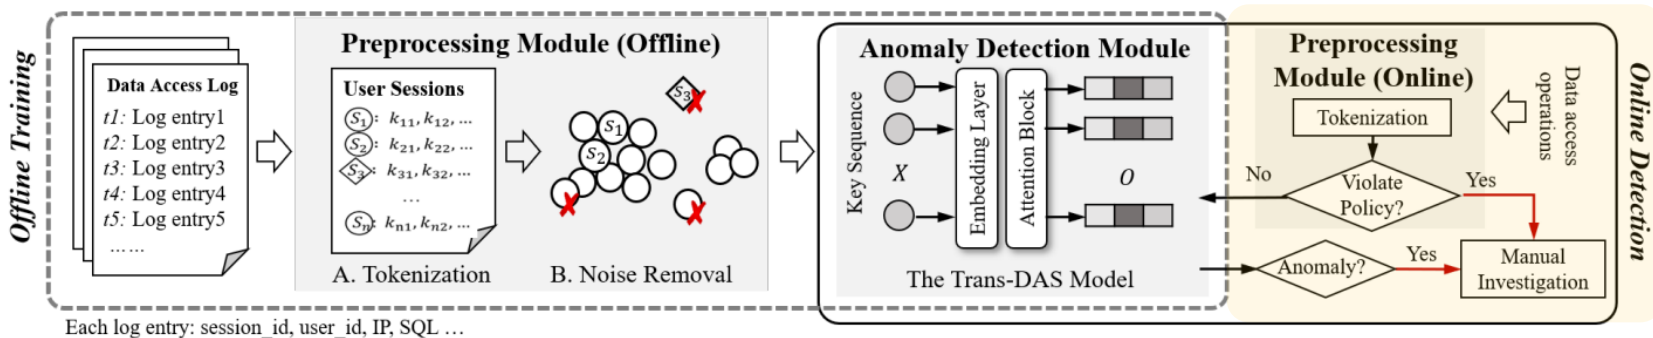 Offline Training
Data Access Log
t1: Log entry1
t2: Log entry2
t3: Log entry3
t4: Log entry4
t5: Log entry5
... ...
Each log entry: session_id, user_id, IP, SQL ...
Preprocessing Module (Offline)
User Sessions
S₁: k₁₁, k₁₂, ...
S₂: k₂₁, k₂₂, ...
S₃: k₃₁, k₃₂, ...
...
Sₙ: kₙ₁, kₙ₂, ...
A. Tokenization
S₃
S₁
S₂
B. Noise Removal
Anomaly Detection Module
Key Sequence
X
Embedding Layer
Attention Block
O
The Trans-DAS Model
Preprocessing
Module (Online)
Tokenization
Data access
operations
Violate
Policy?
No
Yes
Anomaly?
Yes
Manual
Investigation
Online Detection